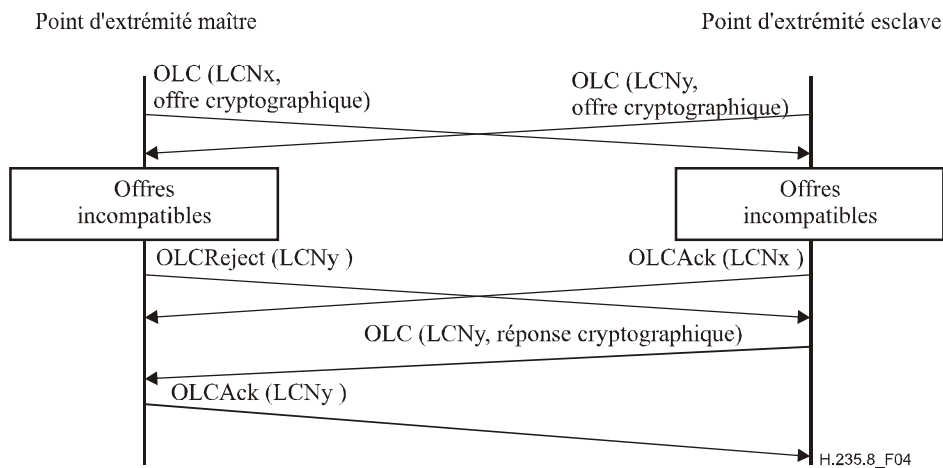 Point d'extrémité maître
Point d'extrémité esclave
OLC (LCNx,
offre cryptographique)
OLC (LCNy,
offre cryptographique)
Offres
incompatibles
Offres
incompatibles
OLCReject (LCNy )
OLCAck (LCNx )
OLC (LCNy, réponse cryptographique)
OLCAck (LCNy )
H.235.8_F04